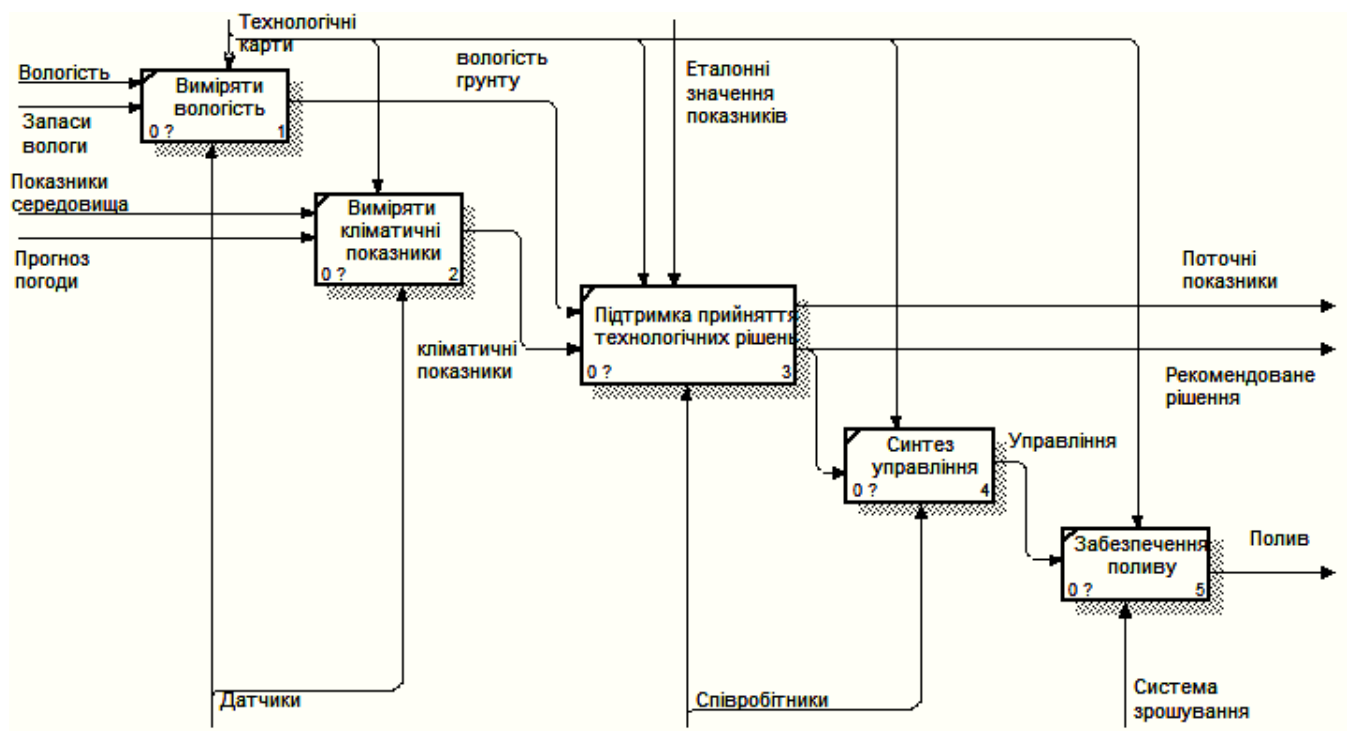 Технологічні
карти
Вологість
Запаси
вологи
Виміряти
вологість
0 ?
1
вологість
грунту
Еталонні
значення
показників
Показники
середовища
Прогноз
погоди
Виміряти
кліматичні
показники
0 ?
2
кліматичні
показники
Підтримка прийняття
технологічних рішень
0 ?
3
Поточні
показники
Рекомендоване
рішення
Синтез
управління
0 ?
4
Управління
Забезпечення
поливу
0 ?
5
Полив
Датчики
Співробітники
Система
зрошування